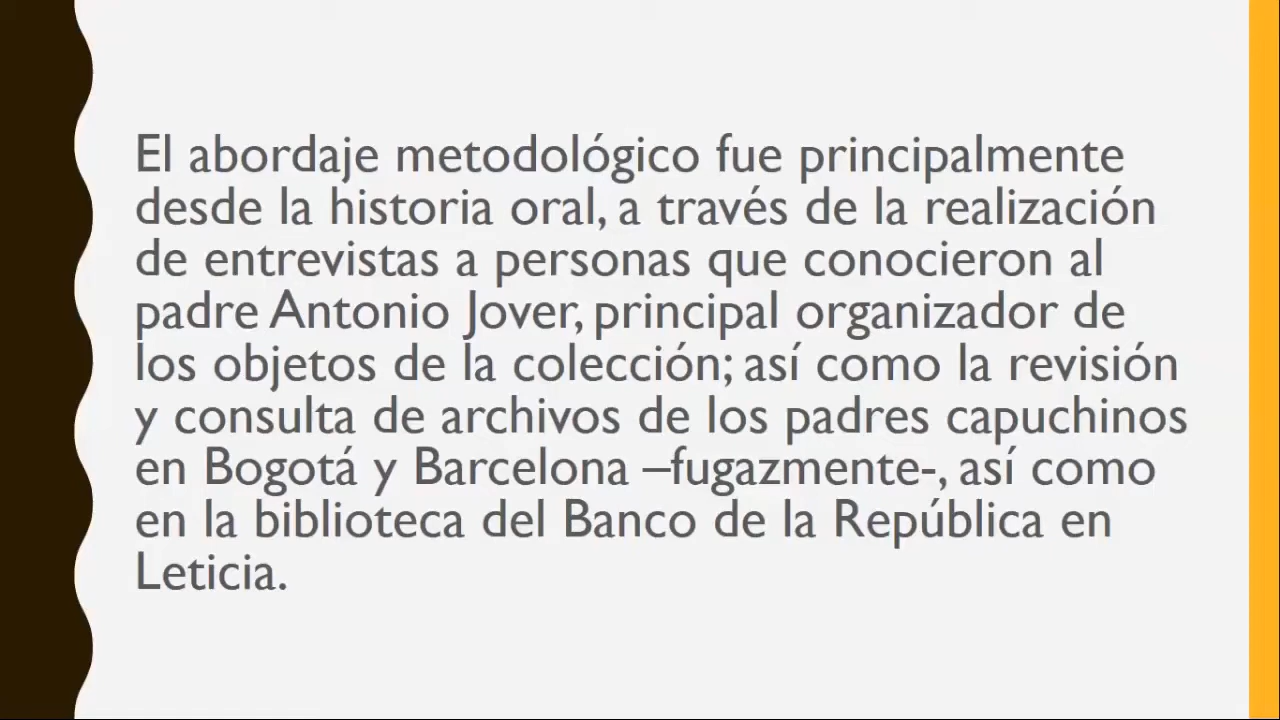 El abordaje metodológico fue principalmente
desde la historia oral, a través de la realización
de entrevistas a personas que conocieron al
padre Antonio Jover, principal organizador de
los objetos de la colección; así como la revisión
y consulta de archivos de los padres capuchinos
en Bogotá y Barcelona –fugazmente-, así como
en la biblioteca del Banco de la República en
Leticia.